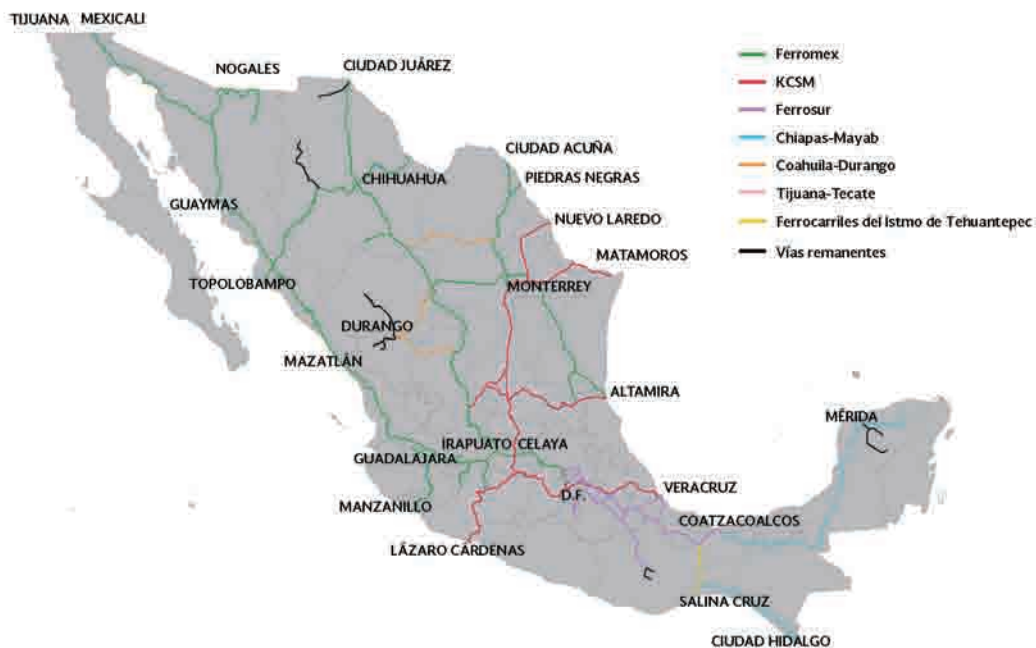 TIJUANA MEXICALI
NOGALES
CIUDAD JUÁREZ
Ferromex
KCSM
Ferrosur
Chiapas-Mayab
Coahuila-Durango
Tijuana-Tecate
Ferrocarriles del Istmo de Tehuantepec
Vías remanentes
CIUDAD ACUÑA
CHIHUAHUA
PIEDRAS NEGRAS
GUAYMAS
NUEVO LAREDO
MATAMOROS
TOPOLOBAMPO
MONTERREY
DURANGO
MAZATLÁN
ALTAMIRA
MÉRIDA
IRAPUATO CELAYA
GUADALAJARA
VERACRUZ
D.F.
MANZANILLO
COATZACOALCOS
LÁZARO CÁRDENAS
SALINA CRUZ
CIUDAD HIDALGO